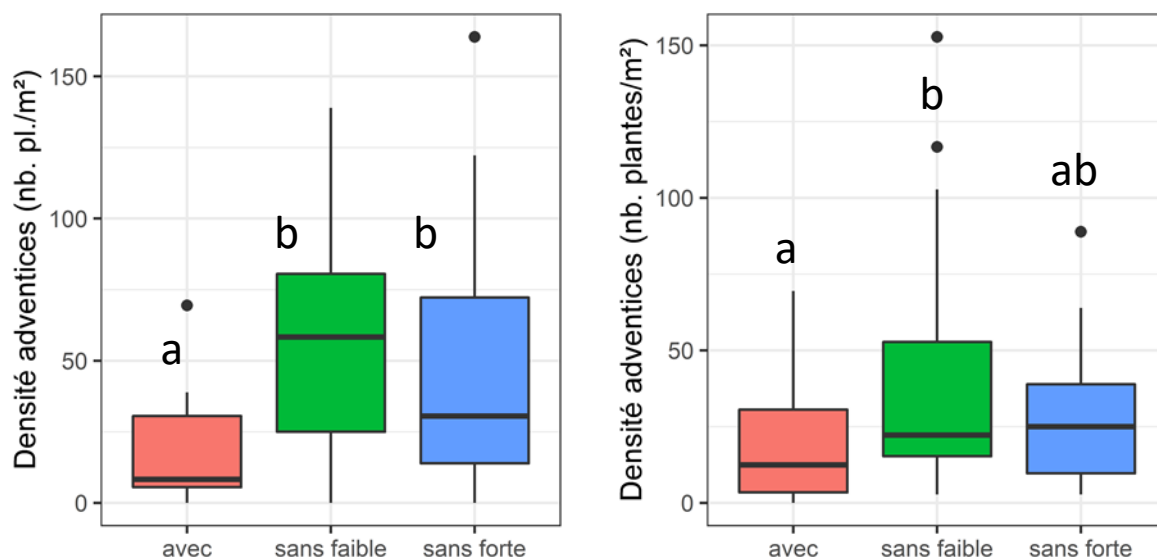 Densité adventices (nb. pl./m²)
150
100
50
0
a
b
b
avec
sans faible
sans forte
Densité adventices (nb. plantes/m²)
150
100
50
0
a
b
ab
avec
sans faible
sans forte